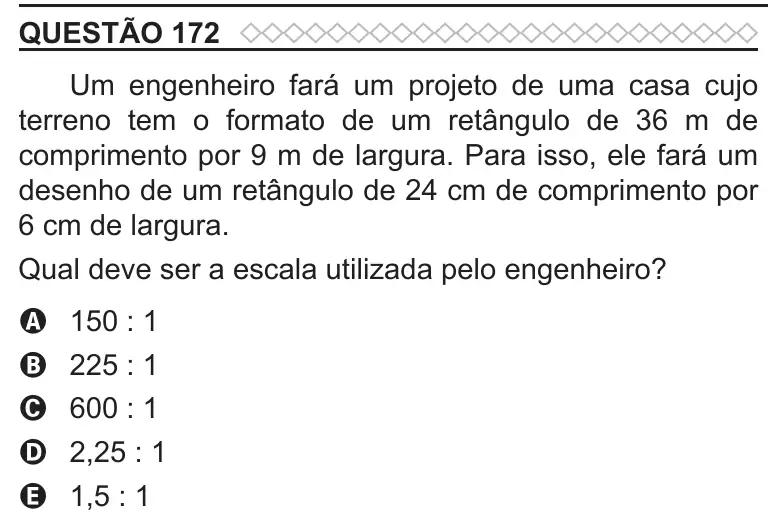 QUESTÃO 172
Um engenheiro fará um projeto de uma casa cujo
terreno tem o formato de um retângulo de 36 m de
comprimento por 9 m de largura. Para isso, ele fará um
desenho de um retângulo de 24 cm de comprimento por
6 cm de largura.
Qual deve ser a escala utilizada pelo engenheiro?
A 150 : 1
B 225 : 1
C 600 : 1
D 2,25 : 1
E 1,5 : 1